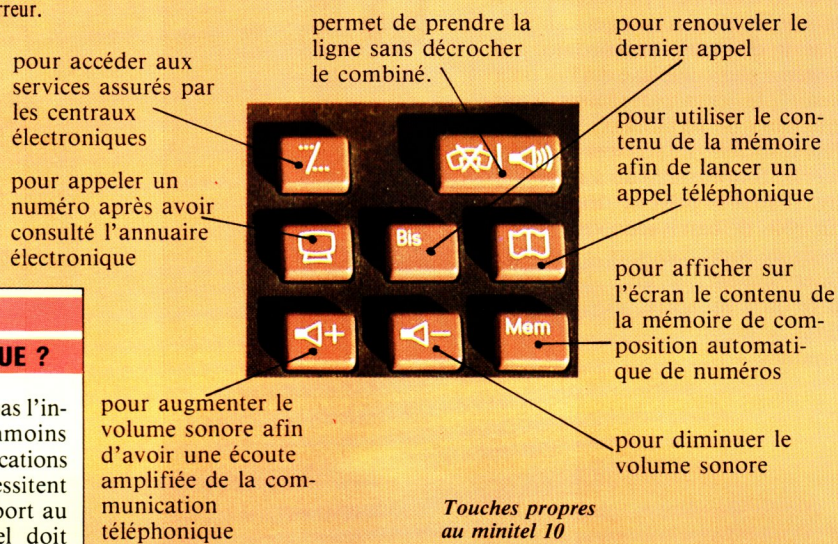 rreur.
permet de prendre la
ligne sans décrocher
le combiné.
pour renouveler le
dernier appel
pour accéder aux
services assurés par
les centraux
électroniques
pour utiliser le con-
tenu de la mémoire
afin de lancer un
appel téléphonique
pour appeler un
numéro après avoir
consulté l'annuaire
électronique
Bis
Mem
pour afficher sur
l'écran le contenu de
la mémoire de com-
position automati-
que de numéros
pour augmenter le
volume sonore afin
d'avoir une écoute
amplifiée de la com-
munication
téléphonique
pour diminuer le
volume sonore
Touches propres
au minitel 10
UE ?
as l'in-
mmoins
cations
essitent
port au
el doit